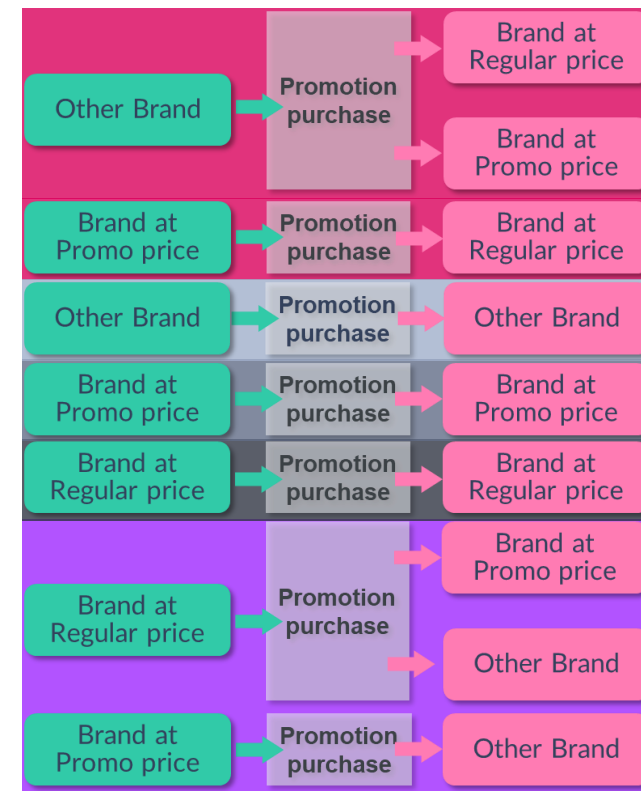 Other Brand
Promotion
purchase
Brand at
Regular price
Brand at
Promo price
Brand at
Promo price
Promotion
purchase
Brand at
Regular price
Other Brand
Promotion
purchase
Other Brand
Brand at
Promo price
Promotion
purchase
Brand at
Promo price
Brand at
Regular price
Promotion
purchase
Brand at
Regular price
Brand at
Regular price
Promotion
purchase
Brand at
Promo price
Other Brand
Brand at
Promo price
Promotion
purchase
Other Brand